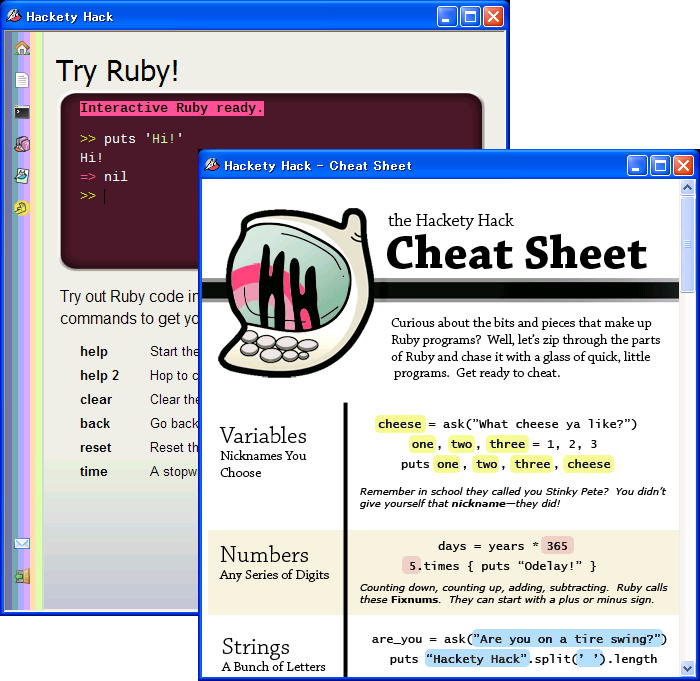 Hackety Hack
Try Ruby!
Interactive Ruby ready.
>> puts 'Hi!'
Hi!
=> nil
>>
Try out Ruby code in
commands to get yo
help Start the
help 2 Hop to c
clear Clear the
back Go back
reset Reset th
time A stopw
Hackety Hack - Cheat Sheet
the Hackety Hack
Cheat Sheet
HH
Curious about the bits and pieces that make up
Ruby programs? Well, let's zip through the parts
of Ruby and chase it with a glass of quick, little
programs. Get ready to cheat.
Variables
Nicknames You
Choose
cheese = ask("What cheese ya like?")
one, two, three = 1, 2, 3
puts one, two, three, cheese
Remember in school they called you Stinky Pete? You didn't
give yourself that nickname—they did!
Numbers
Any Series of Digits
days = years * 365
5.times { puts “Odelay!” }
Counting down, counting up, adding, subtracting. Ruby calls
these Fixnums. They can start with a plus or minus sign.
Strings
A Bunch of Letters
are_you = ask("Are you on a tire swing?")
puts “Hackety Hack”.split(’ ’).length